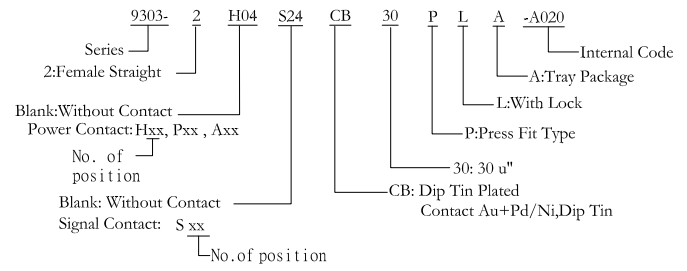 9303- 2 H04 S24 CB 30 P L A -A020
Series
Internal Code
2:Female Straight
A:Tray Package
Blank:Without Contact
L:With Lock
Power Contact: Hxx, Pxx , Axx
P:Press Fit Type
No. of
position
30: 30 u"
CB: Dip Tin Plated
Contact Au+Pd/Ni,Dip Tin
Blank: Without Contact
Signal Contact: S xx
No.of position